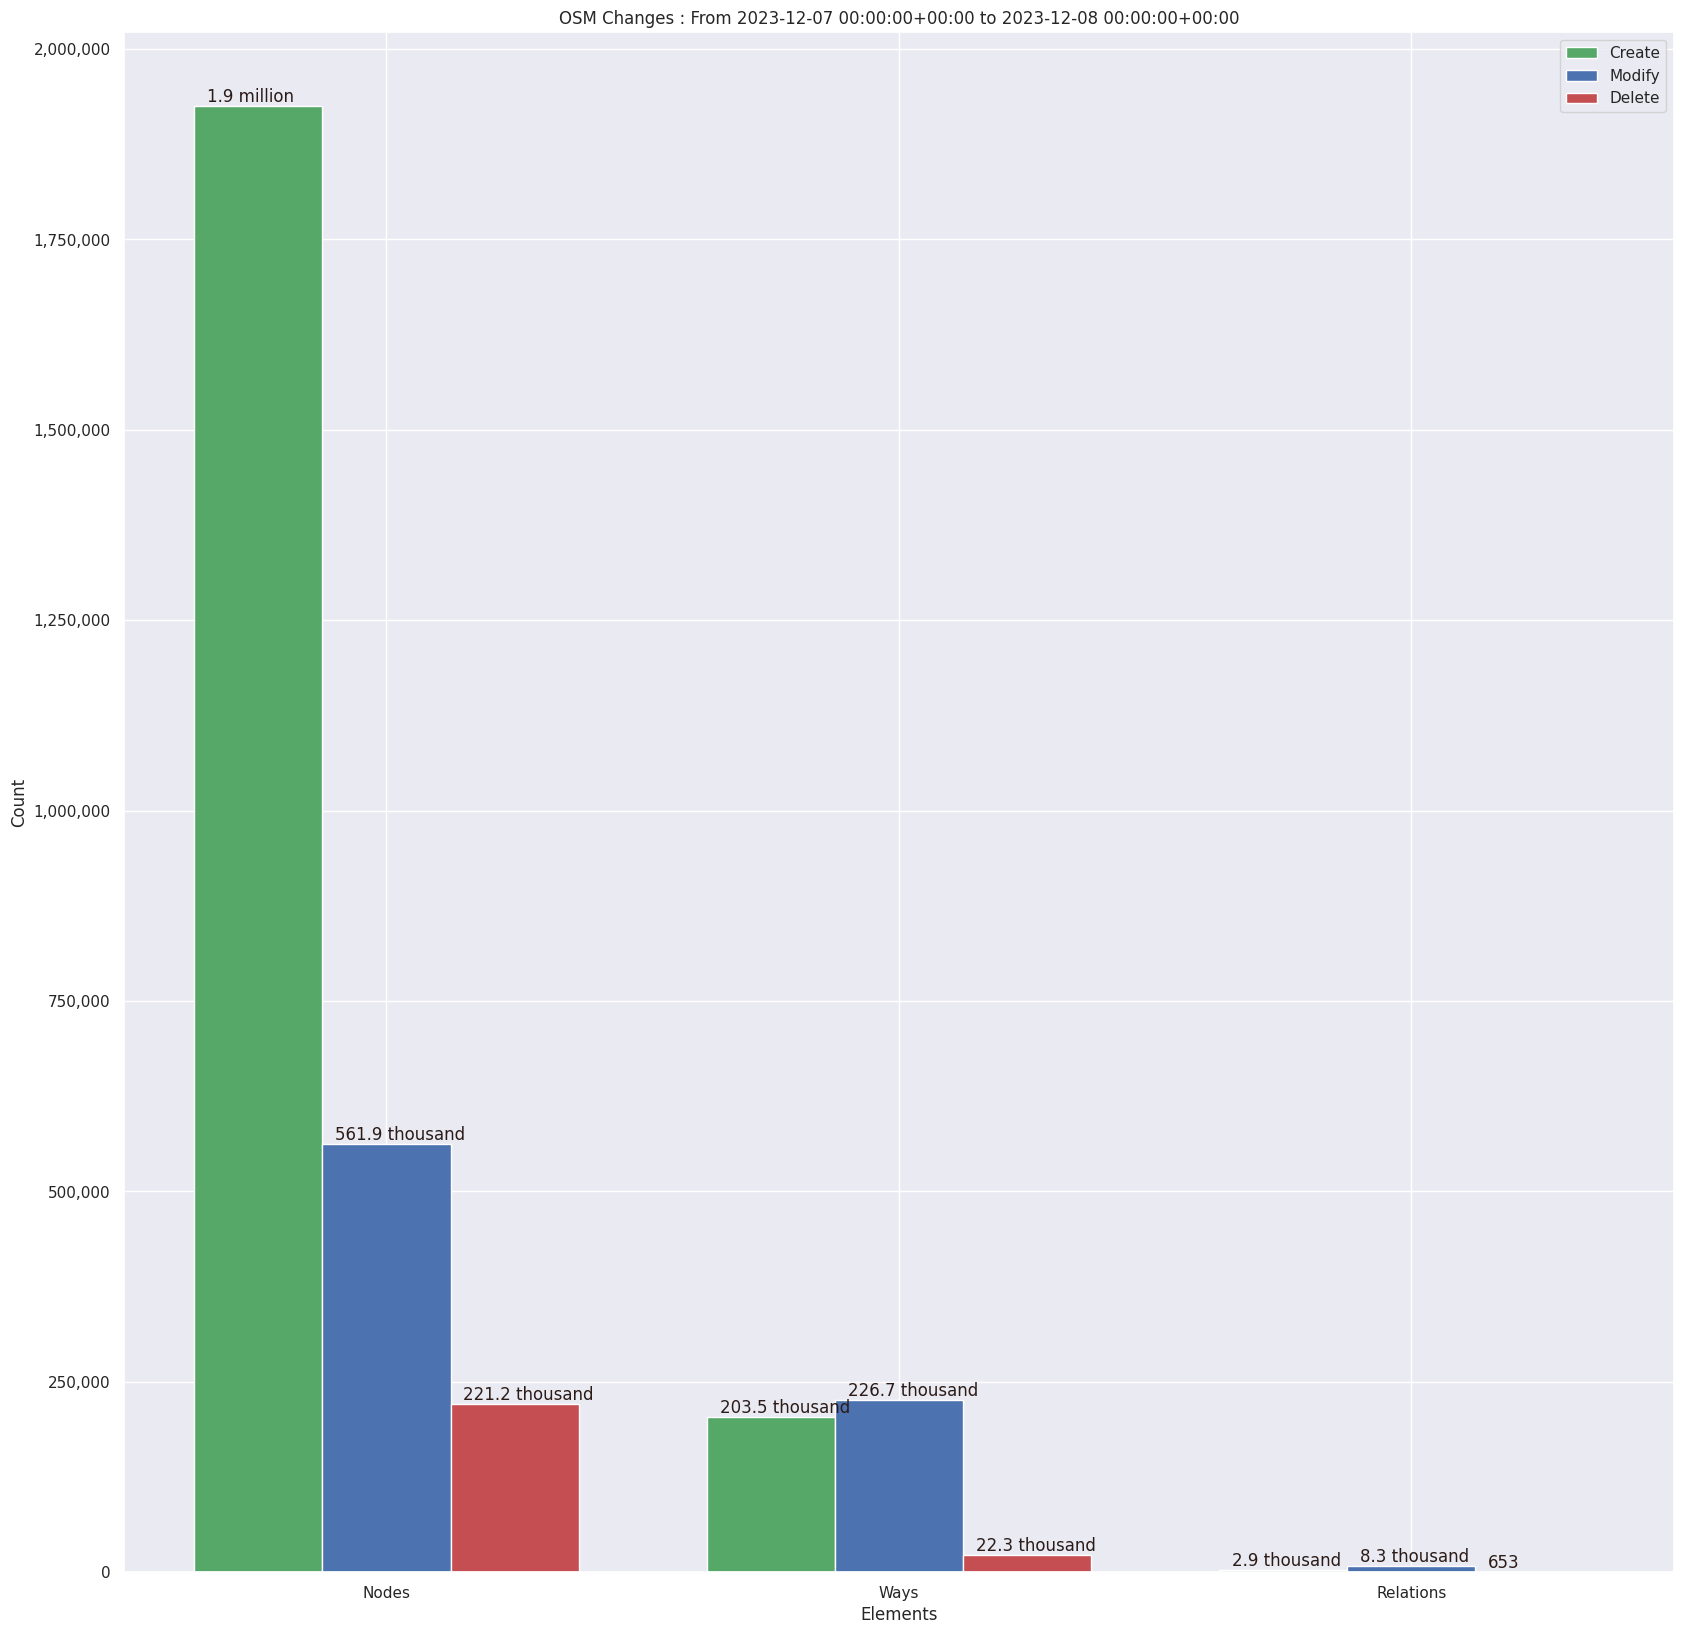 OSM Changes : From 2023-12-07 00:00:00+00:00 to 2023-12-08 00:00:00+00:00
Create
Modify
Delete
Count
2,000,000
1,750,000
1,500,000
1,250,000
1,000,000
750,000
500,000
250,000
0
1.9 million
561.9 thousand
221.2 thousand
203.5 thousand
226.7 thousand
22.3 thousand
2.9 thousand
8.3 thousand
653
Nodes
Ways
Relations
Elements